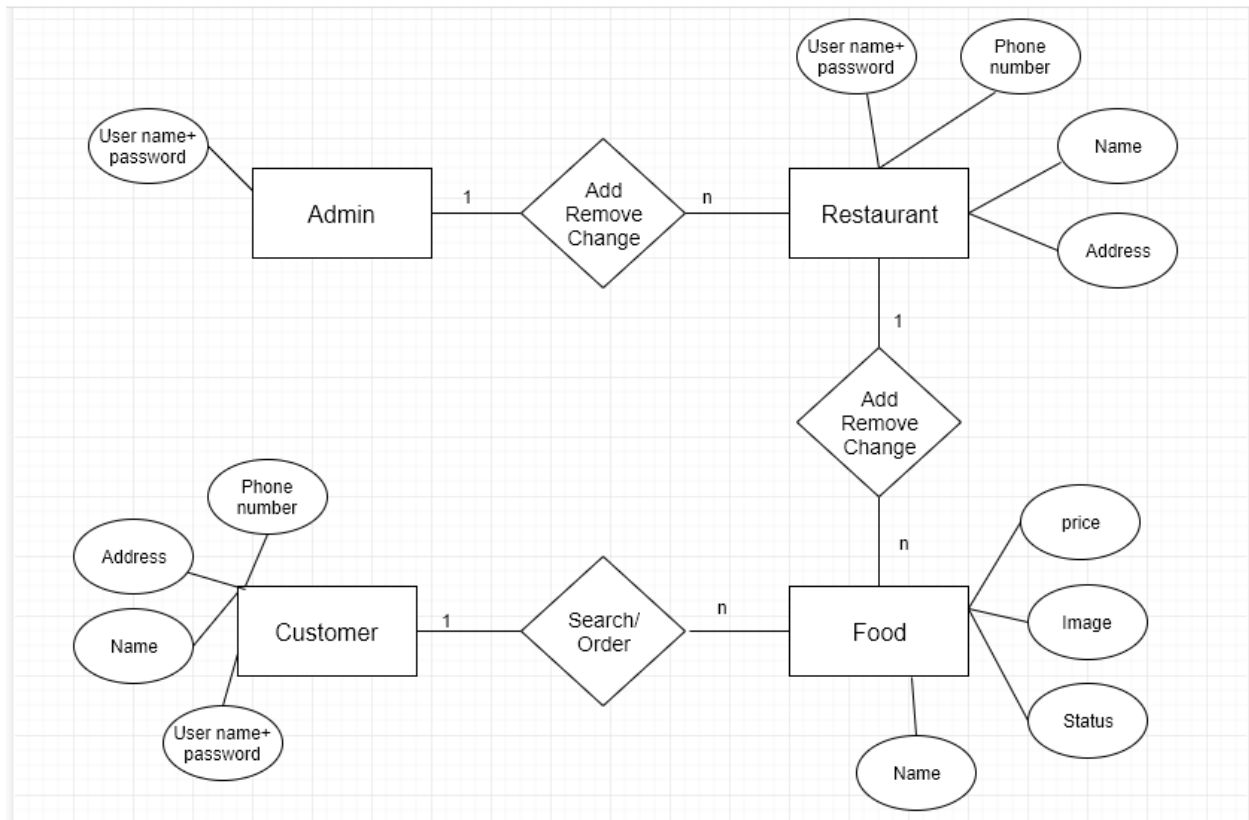 User name+
password
Phone
number
User name+
password
Name
Admin
1
Add
Remove
Change
n
Restaurant
Address
1
Add
Remove
Change
n
Phone
number
Address
Name
Customer
User name+
password
1
Search/
Order
n
Food
price
Image
Status
Name